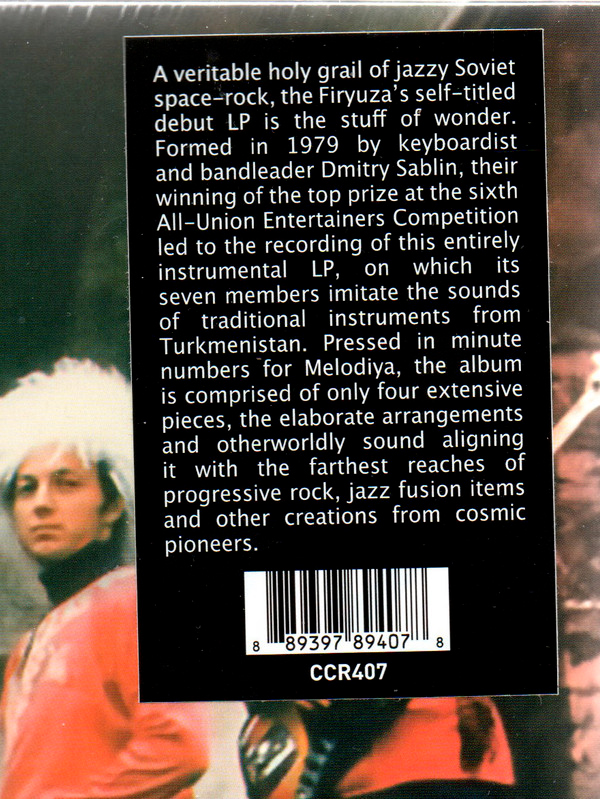 A veritable holy grail of jazzy Soviet
space-rock, the Firyuza's self-titled
debut LP is the stuff of wonder.
Formed in 1979 by keyboardist
and bandleader Dmitry Sablin, their
winning of the top prize at the sixth
All-Union Entertainers Competition
led to the recording of this entirely
instrumental LP, on which its
seven members imitate the sounds
of traditional instruments from
Turkmenistan. Pressed in minute
numbers for Melodiya, the album
is comprised of only four extensive
pieces, the elaborate arrangements
and otherworldly sound aligning
it with the farthest reaches of
progressive rock, jazz fusion items
and other creations from cosmic
pioneers.
8 89397 89407 8
CCR407